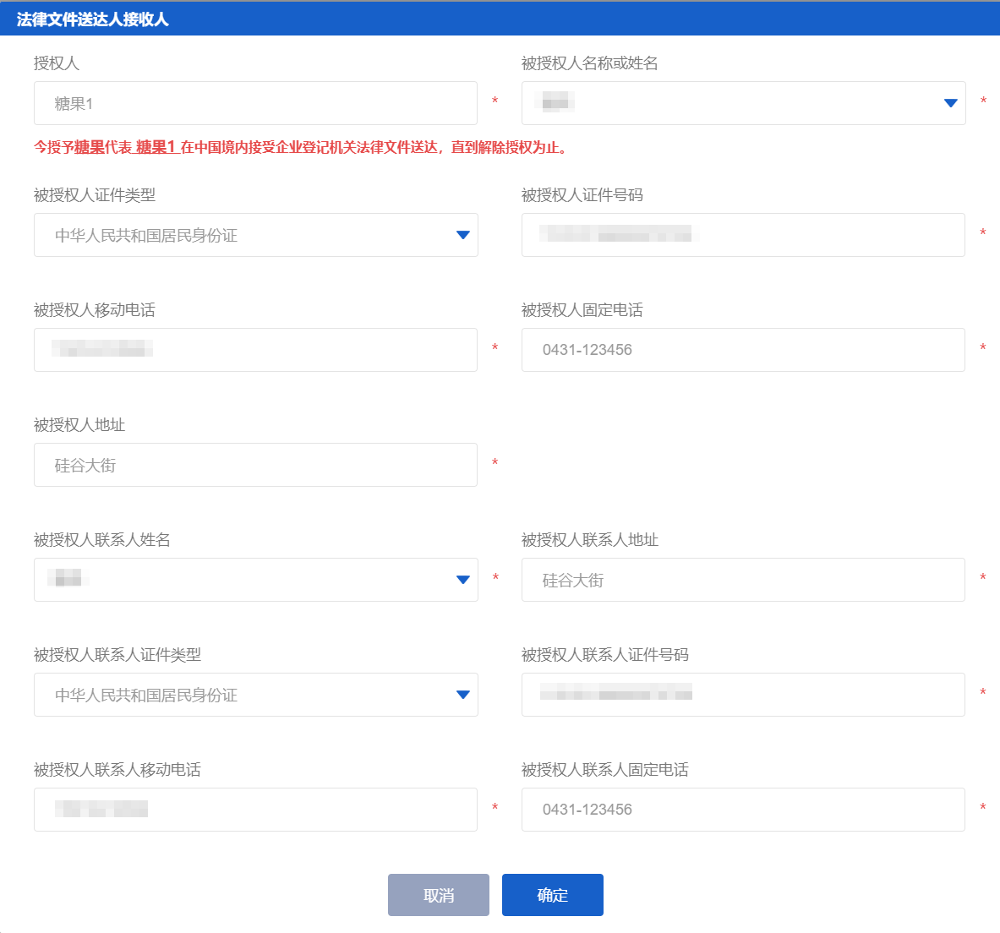 法律文件送达人接收人
授权人
被授权人名称或姓名
糖果1
*
*
今授予糖果代表 糖果1 在中国境内接受企业登记机关法律文件送达，直到解除授权为止。
被授权人证件类型
被授权人证件号码
中华人民共和国居民身份证
*
被授权人移动电话
被授权人固定电话
*
0431-123456
*
被授权人地址
硅谷大街
*
被授权人联系人姓名
被授权人联系人地址
*
硅谷大街
*
被授权人联系人证件类型
被授权人联系人证件号码
中华人民共和国居民身份证
*
被授权人联系人移动电话
被授权人联系人固定电话
*
0431-123456
*
取消
确定